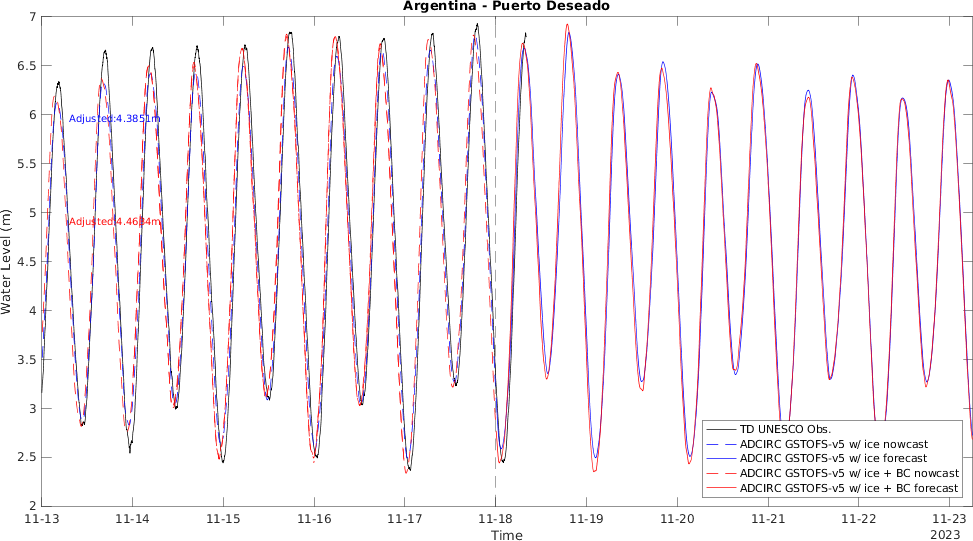 Argentina - Puerto Deseado
7
6.5
6
5.5
5
4.5
4
3.5
3
2.5
2
Water Level (m)
Adjusted:4.3851m
Adjusted:4.4634m
TD UNESCO Obs.
ADCIRC GSTOFS-v5 w/ ice nowcast
ADCIRC GSTOFS-v5 w/ ice forecast
ADCIRC GSTOFS-v5 w/ ice + BC nowcast
ADCIRC GSTOFS-v5 w/ ice + BC forecast
11-13 11-14 11-15 11-16 11-17 11-18 11-19 11-20 11-21 11-22 11-23
Time
2023